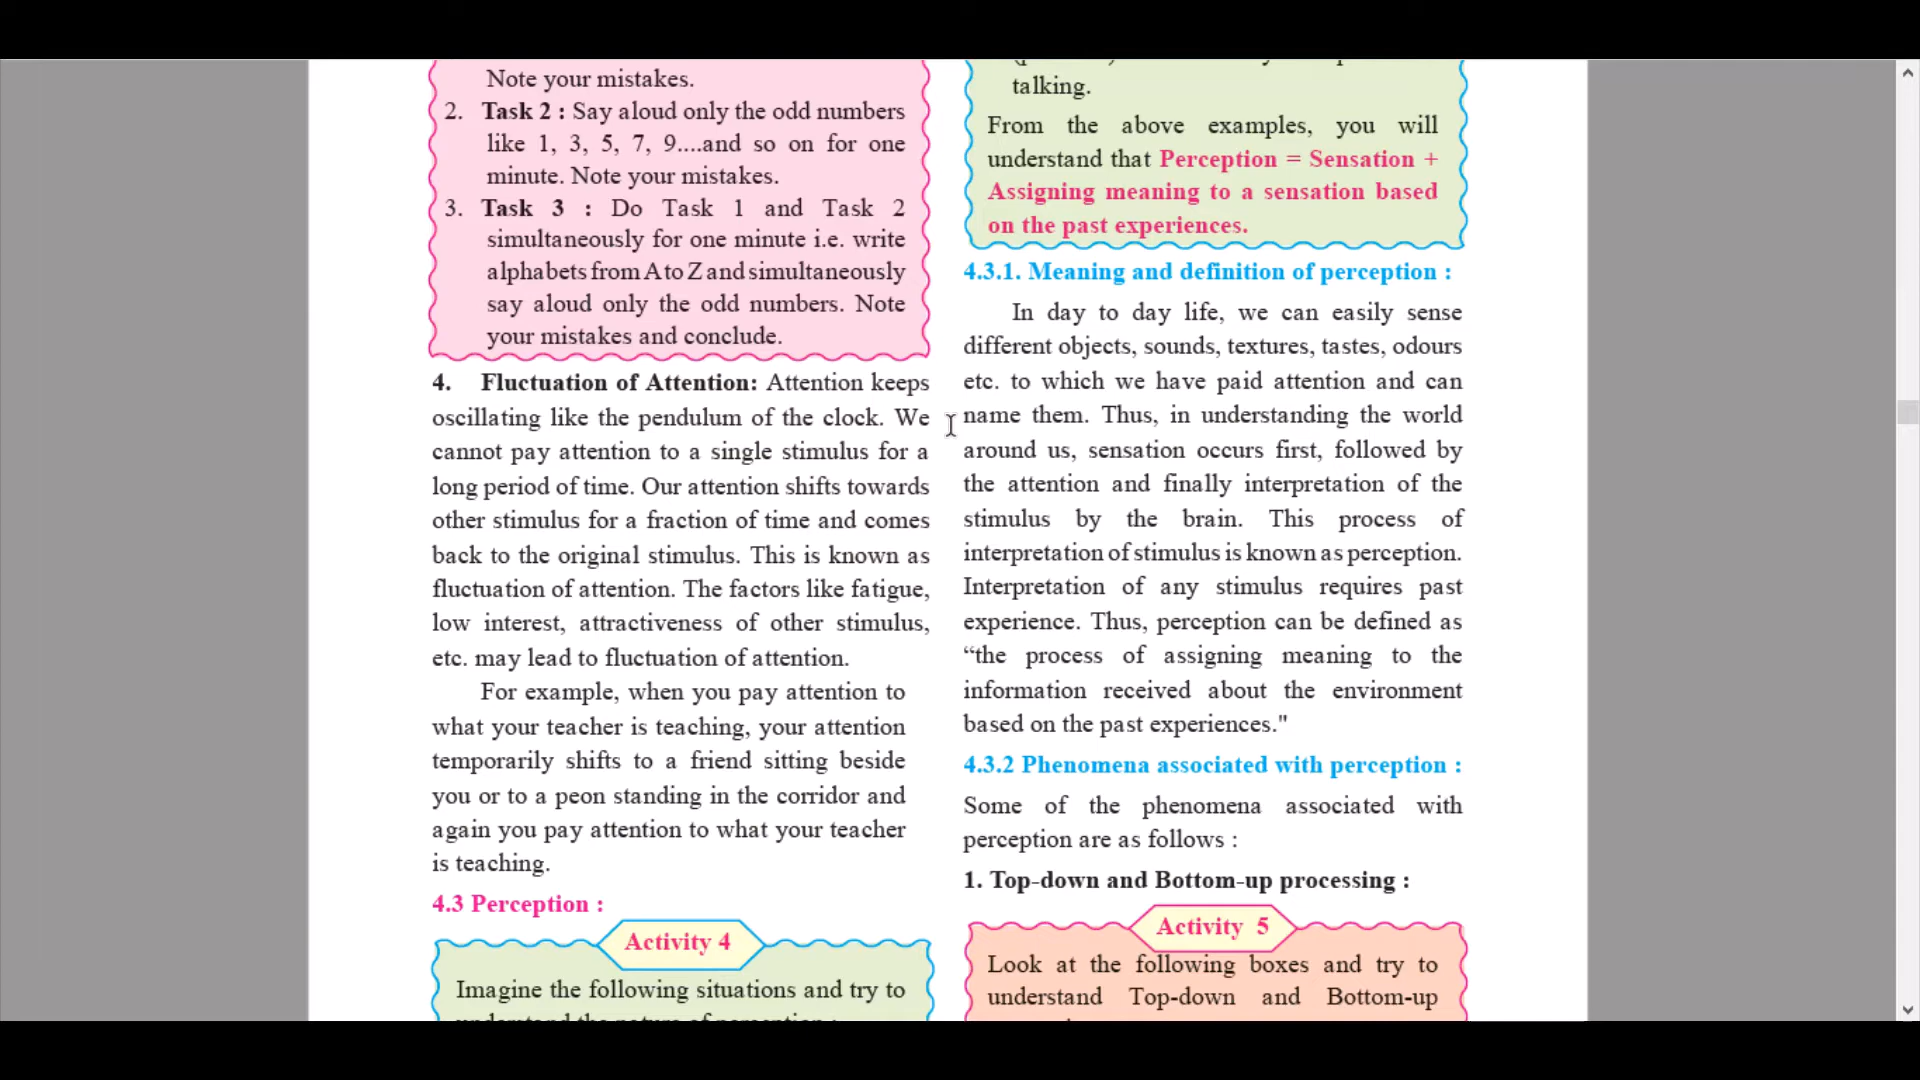 Note your mistakes.
2. Task 2 : Say aloud only the odd numbers
like 1, 3, 5, 7, 9....and so on for one
minute. Note your mistakes.
3. Task 3 : Do Task 1 and Task 2
simultaneously for one minute i.e. write
alphabets from A to Z and simultaneously
say aloud only the odd numbers. Note
your mistakes and conclude.
4. Fluctuation of Attention: Attention keeps
oscillating like the pendulum of the clock. We
cannot pay attention to a single stimulus for a
long period of time. Our attention shifts towards
other stimulus for a fraction of time and comes
back to the original stimulus. This is known as
fluctuation of attention. The factors like fatigue,
low interest, attractiveness of other stimulus,
etc. may lead to fluctuation of attention.
For example, when you pay attention to
what your teacher is teaching, your attention
temporarily shifts to a friend sitting beside
you or to a peon standing in the corridor and
again you pay attention to what your teacher
is teaching.
4.3 Perception :
Activity 4
Imagine the following situations and try to
understand the nature of perception :
talking.
From the above examples, you will
understand that Perception = Sensation +
Assigning meaning to a sensation based
on the past experiences.
4.3.1. Meaning and definition of perception :
In day to day life, we can easily sense
different objects, sounds, textures, tastes, odours
etc. to which we have paid attention and can
name them. Thus, in understanding the world
around us, sensation occurs first, followed by
the attention and finally interpretation of the
stimulus by the brain. This process of
interpretation of stimulus is known as perception.
Interpretation of any stimulus requires past
experience. Thus, perception can be defined as
“the process of assigning meaning to the
information received about the environment
based on the past experiences."
4.3.2 Phenomena associated with perception :
Some of the phenomena associated with
perception are as follows :
1. Top-down and Bottom-up processing :
Activity 5
Look at the following boxes and try to
understand Top-down and Bottom-up